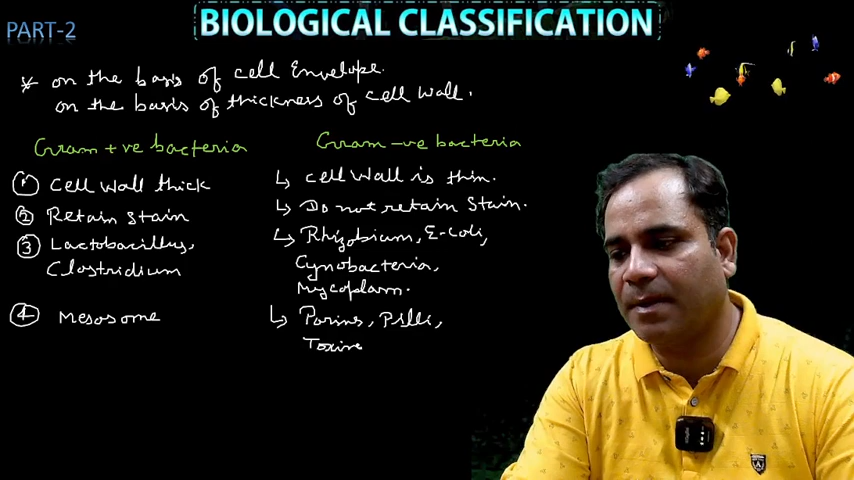 PART-2
BIOLOGICAL CLASSIFICATION
* on the basis of cell Envelope.
on the basis of thickness of cell wall.
Gram +ve bacteria
Gram -ve bacteria
① Cell wall thick
↳ cell wall is thin.
② Retain stain
↳ Do not retain stain.
③ Lactobacillus,
Clostridium
↳ Rhizobium, E-coli,
Cynobacteria,
Mycoplasm.
④ Mesosome
↳ Porins, Pilli,
Toxins